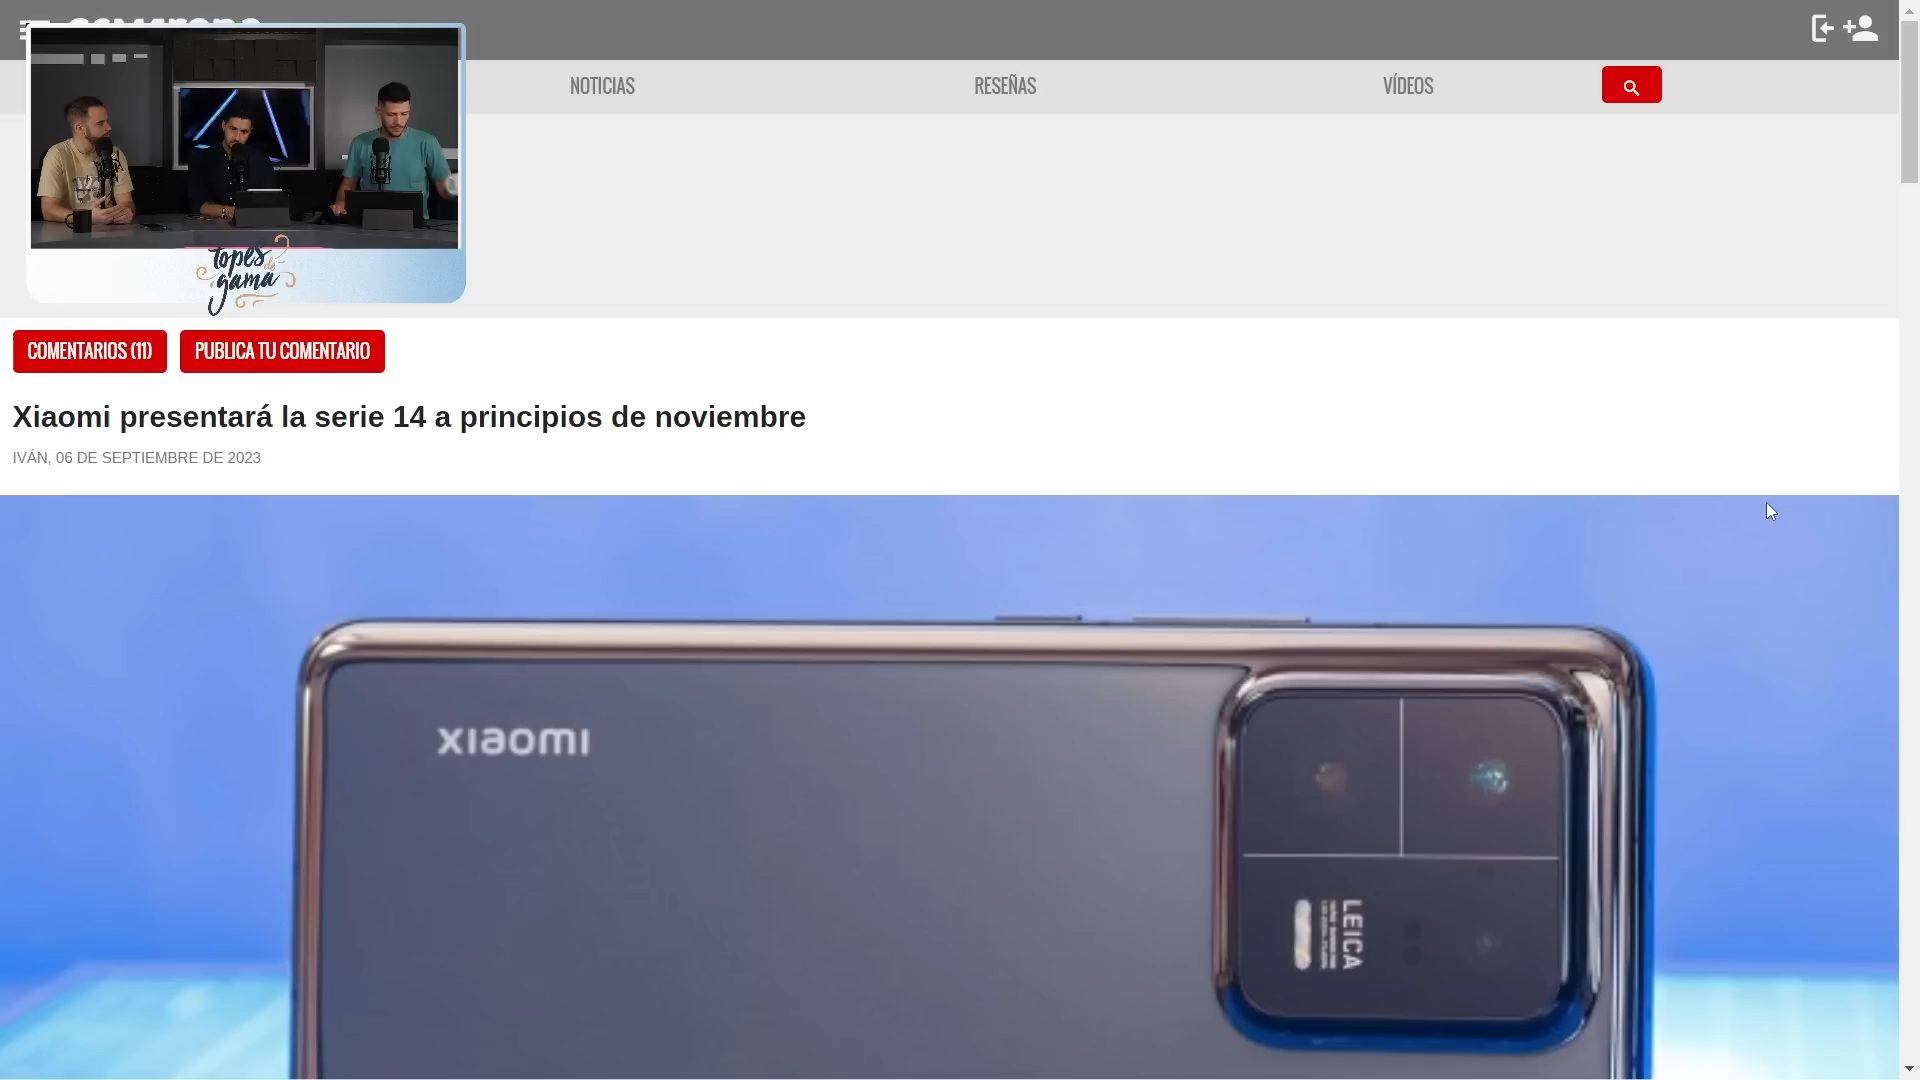 NOTICIAS
RESEÑAS
VÍDEOS
topes
de
gama
COMENTARIOS (11)
PUBLICA TU COMENTARIO
Xiaomi presentará la serie 14 a principios de noviembre
IVÁN, 06 DE SEPTIEMBRE DE 2023
xiaomi
LEICA